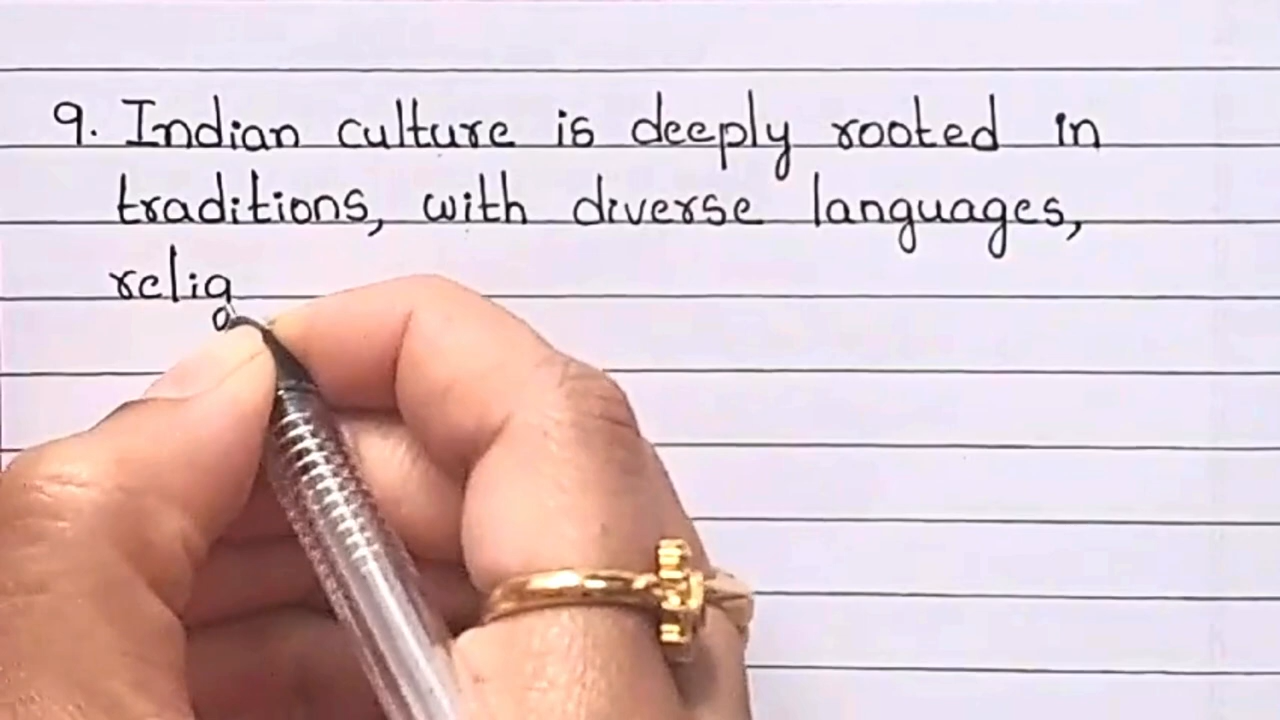 9. Indian culture is deeply rooted in
traditions, with diverse languages,
relig